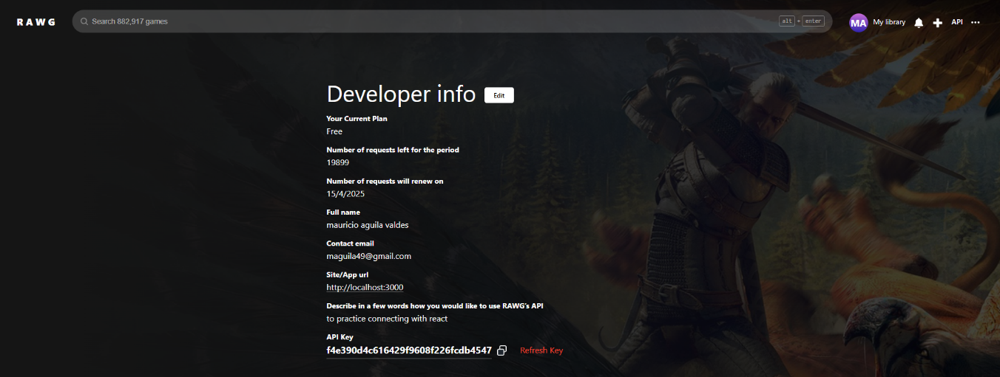 RAWG
Search 882,917 games
alt + enter
MA
My library
API
Developer info
Edit
Your Current Plan
Free
Number of requests left for the period
19899
Number of requests will renew on
15/4/2025
Full name
mauricio aguila valdes
Contact email
maguila49@gmail.com
Site/App url
http://localhost:3000
Describe in a few words how you would like to use RAWG's API
to practice connecting with react
API Key
f4e390d4c616429f9608f226fcdb4547
Refresh Key